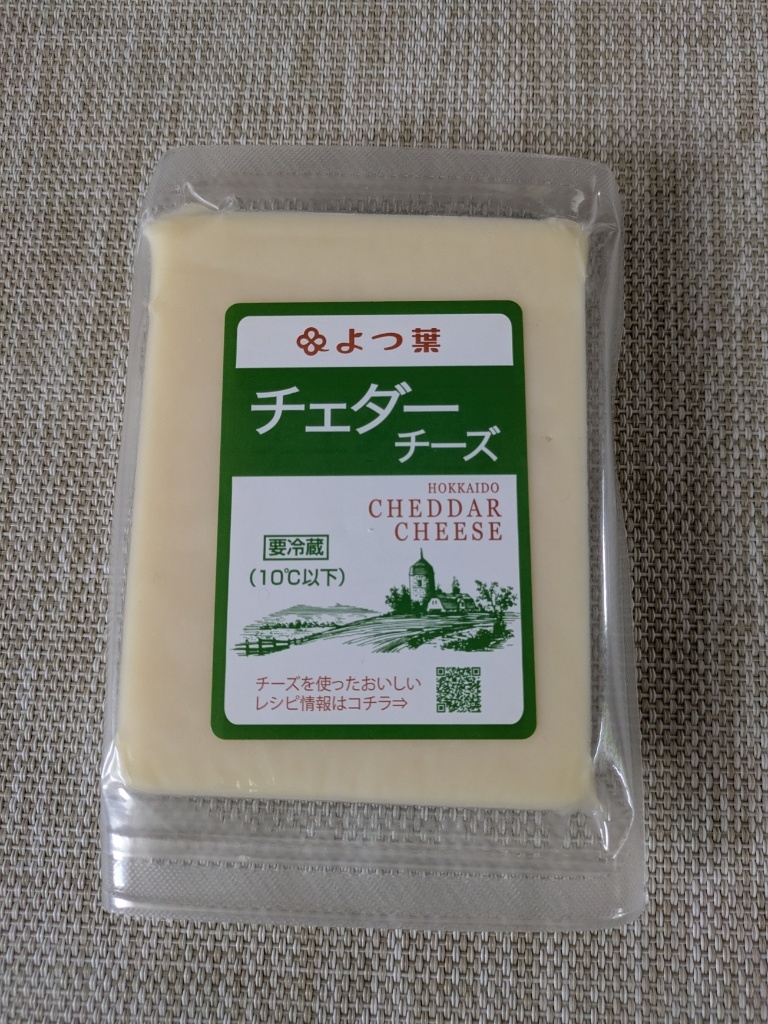 よつ葉
チェダー
チーズ
HOKKAIDO
CHEDDAR
CHEESE
要冷蔵
(10℃以下)
チーズを使ったおいしい
レシピ情報はコチラ⇒